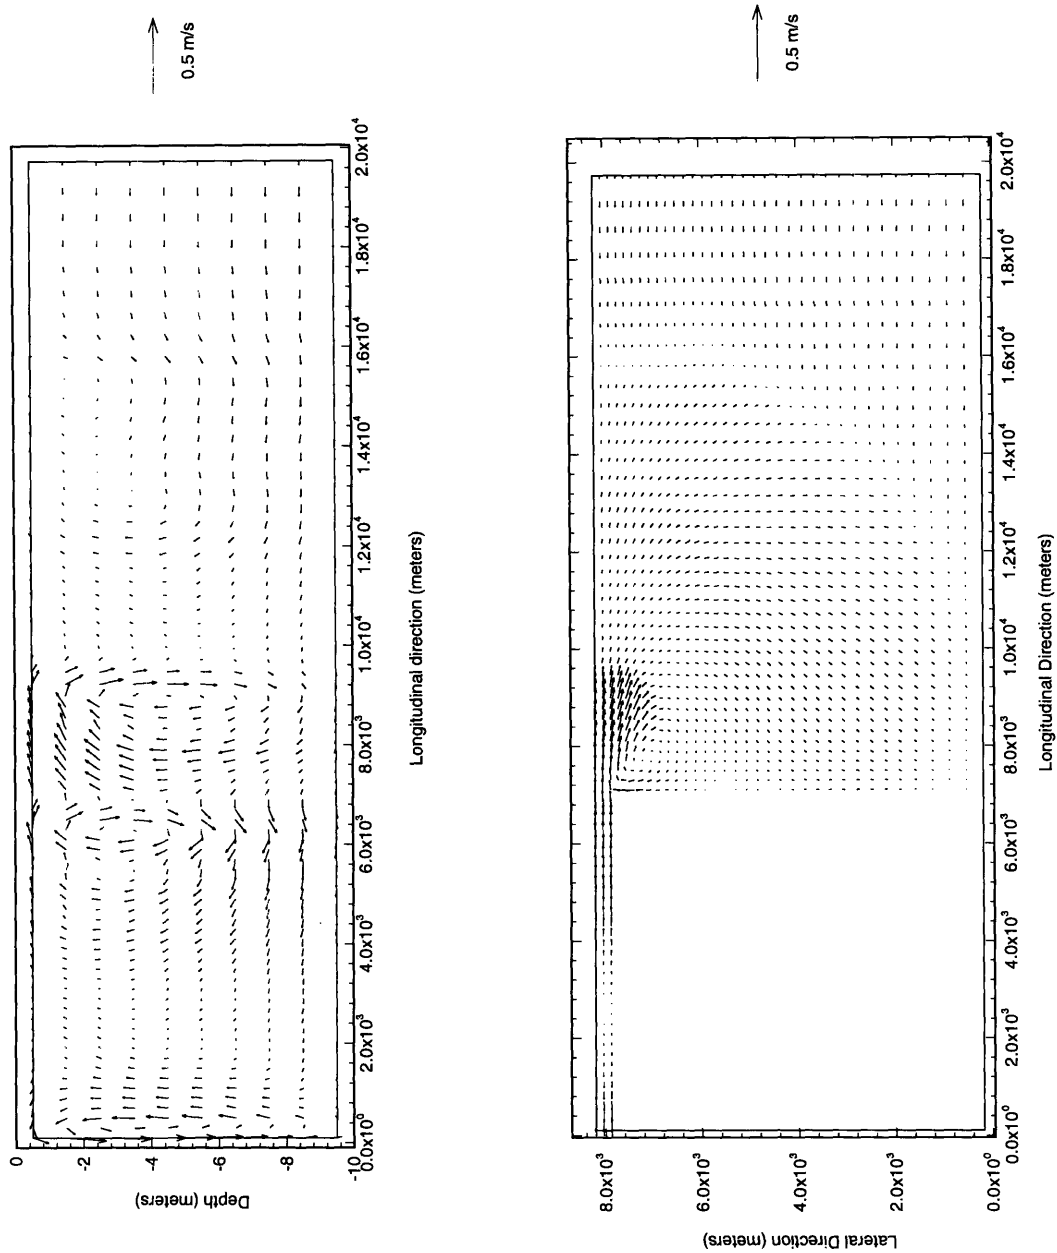 0.5 m/s
0
-2
-4
-6
-8
-10
Depth (meters)
0.0x10⁰
2.0x10³
4.0x10³
6.0x10³
8.0x10³
1.0x10⁴
1.2x10⁴
1.4x10⁴
1.6x10⁴
1.8x10⁴
2.0x10⁴
Longitudinal direction (meters)
0.5 m/s
8.0x10³
6.0x10³
4.0x10³
2.0x10³
0.0x10⁰
Lateral Direction (meters)
0.0x10⁰
2.0x10³
4.0x10³
6.0x10³
8.0x10³
1.0x10⁴
1.2x10⁴
1.4x10⁴
1.6x10⁴
1.8x10⁴
2.0x10⁴
Longitudinal Direction (meters)